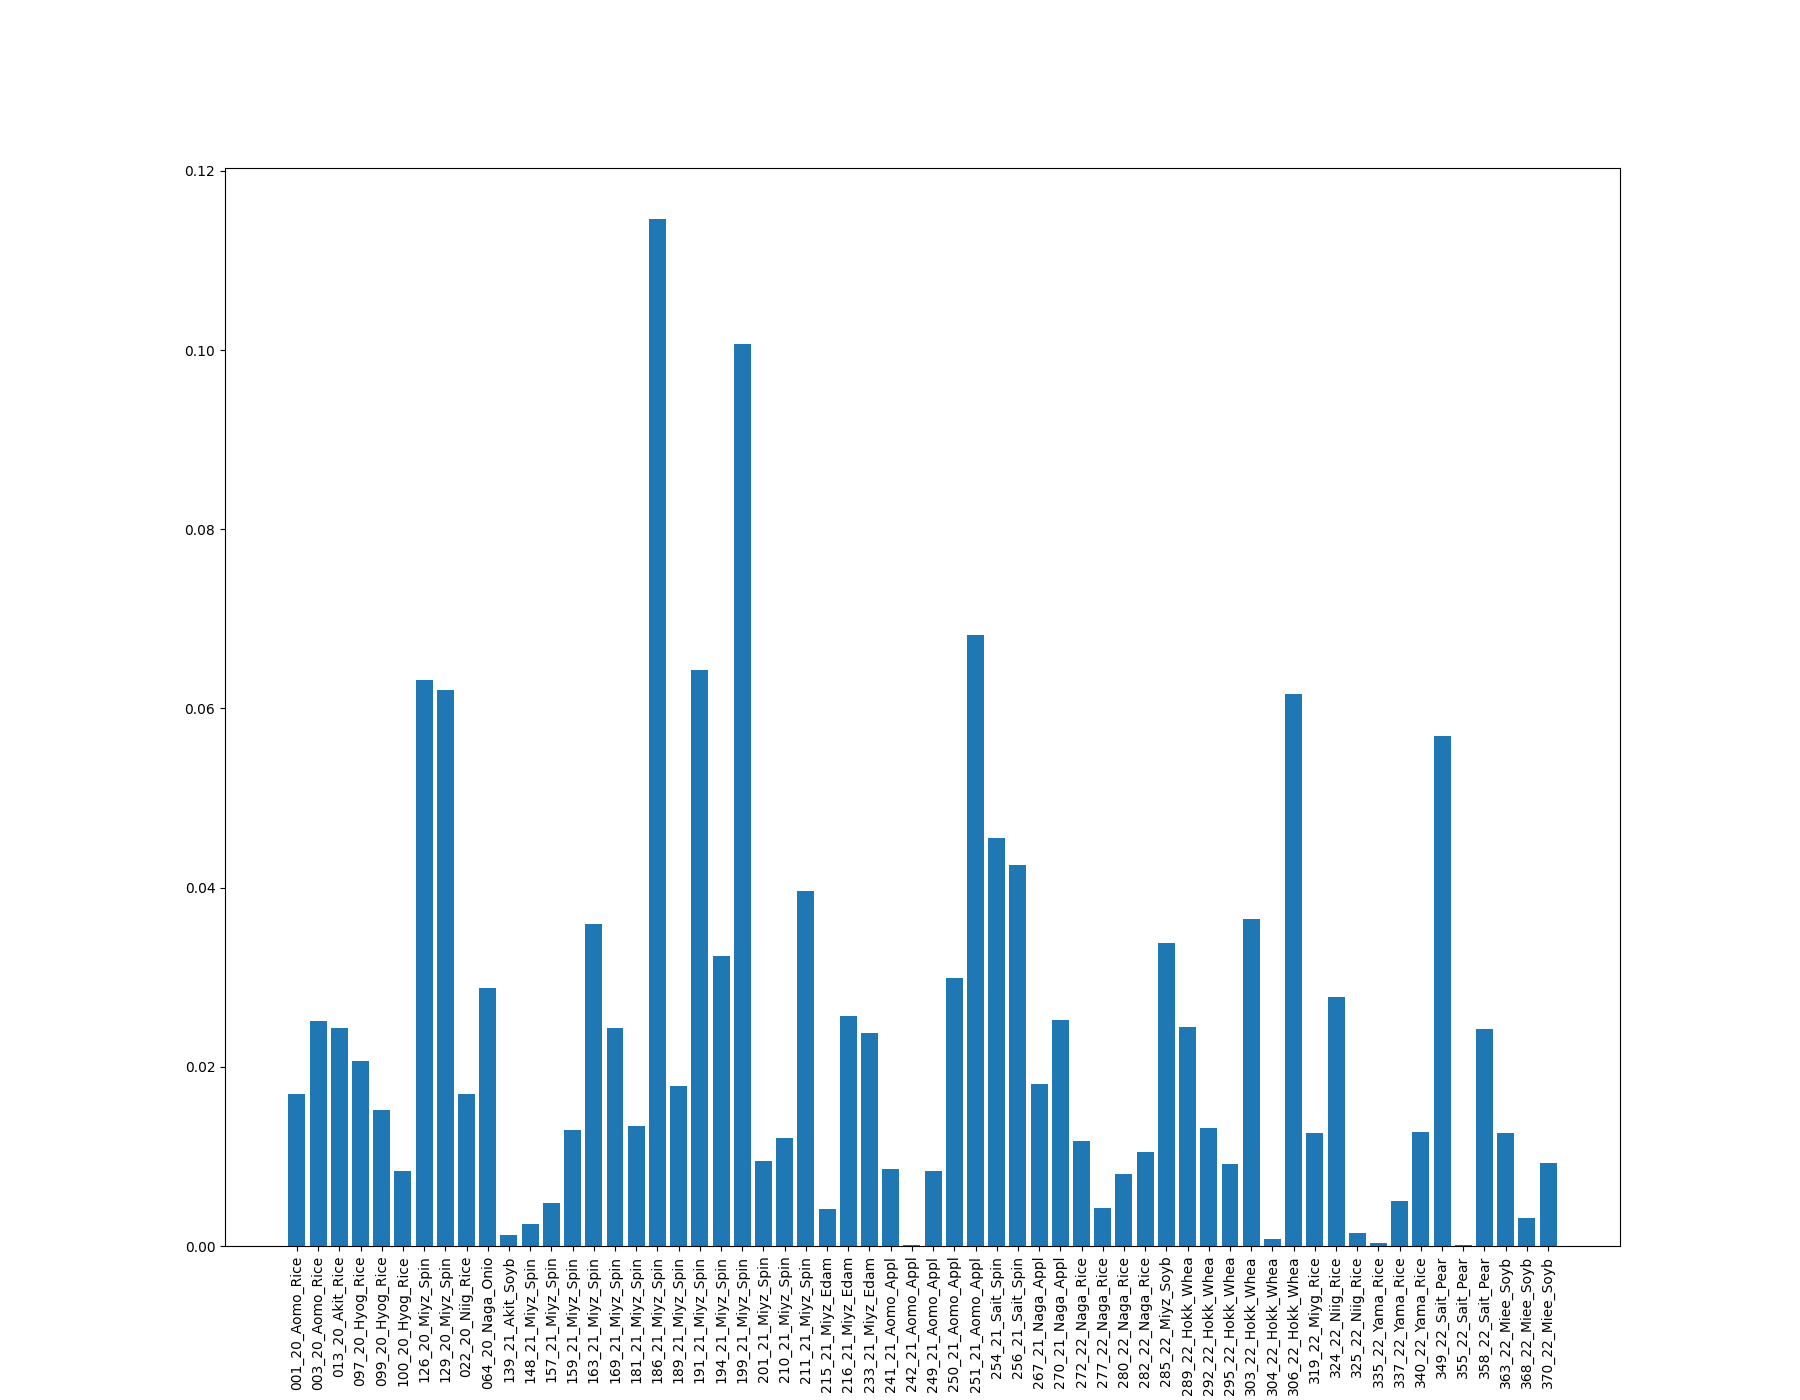 0.12
0.10
0.08
0.06
0.04
0.02
0.00
001_20_Aomo_Rice
003_20_Aomo_Rice
013_20_Akit_Rice
097_20_Hyog_Rice
099_20_Hyog_Rice
100_20_Hyog_Rice
126_20_Miyz_Spin
129_20_Miyz_Spin
022_20_Niig_Rice
064_20_Naga_Onio
139_21_Akit_Soyb
148_21_Miyz_Spin
157_21_Miyz_Spin
159_21_Miyz_Spin
163_21_Miyz_Spin
169_21_Miyz_Spin
181_21_Miyz_Spin
186_21_Miyz_Spin
189_21_Miyz_Spin
191_21_Miyz_Spin
194_21_Miyz_Spin
199_21_Miyz_Spin
201_21_Miyz_Spin
210_21_Miyz_Spin
211_21_Miyz_Spin
215_21_Miyz_Edam
216_21_Miyz_Edam
233_21_Miyz_Edam
241_21_Aomo_Appl
242_21_Aomo_Appl
249_21_Aomo_Appl
250_21_Aomo_Appl
251_21_Aomo_Appl
254_21_Sait_Spin
256_21_Sait_Spin
267_21_Naga_Appl
270_21_Naga_Appl
272_22_Naga_Rice
277_22_Naga_Rice
280_22_Naga_Rice
282_22_Naga_Rice
285_22_Miyz_Soyb
289_22_Hokk_Whea
292_22_Hokk_Whea
295_22_Hokk_Whea
303_22_Hokk_Whea
304_22_Hokk_Whea
306_22_Hokk_Whea
319_22_Miyg_Rice
324_22_Niig_Rice
325_22_Niig_Rice
335_22_Yama_Rice
337_22_Yama_Rice
340_22_Yama_Rice
349_22_Sait_Pear
355_22_Sait_Pear
358_22_Sait_Pear
363_22_Miee_Soyb
368_22_Miee_Soyb
370_22_Miee_Soyb